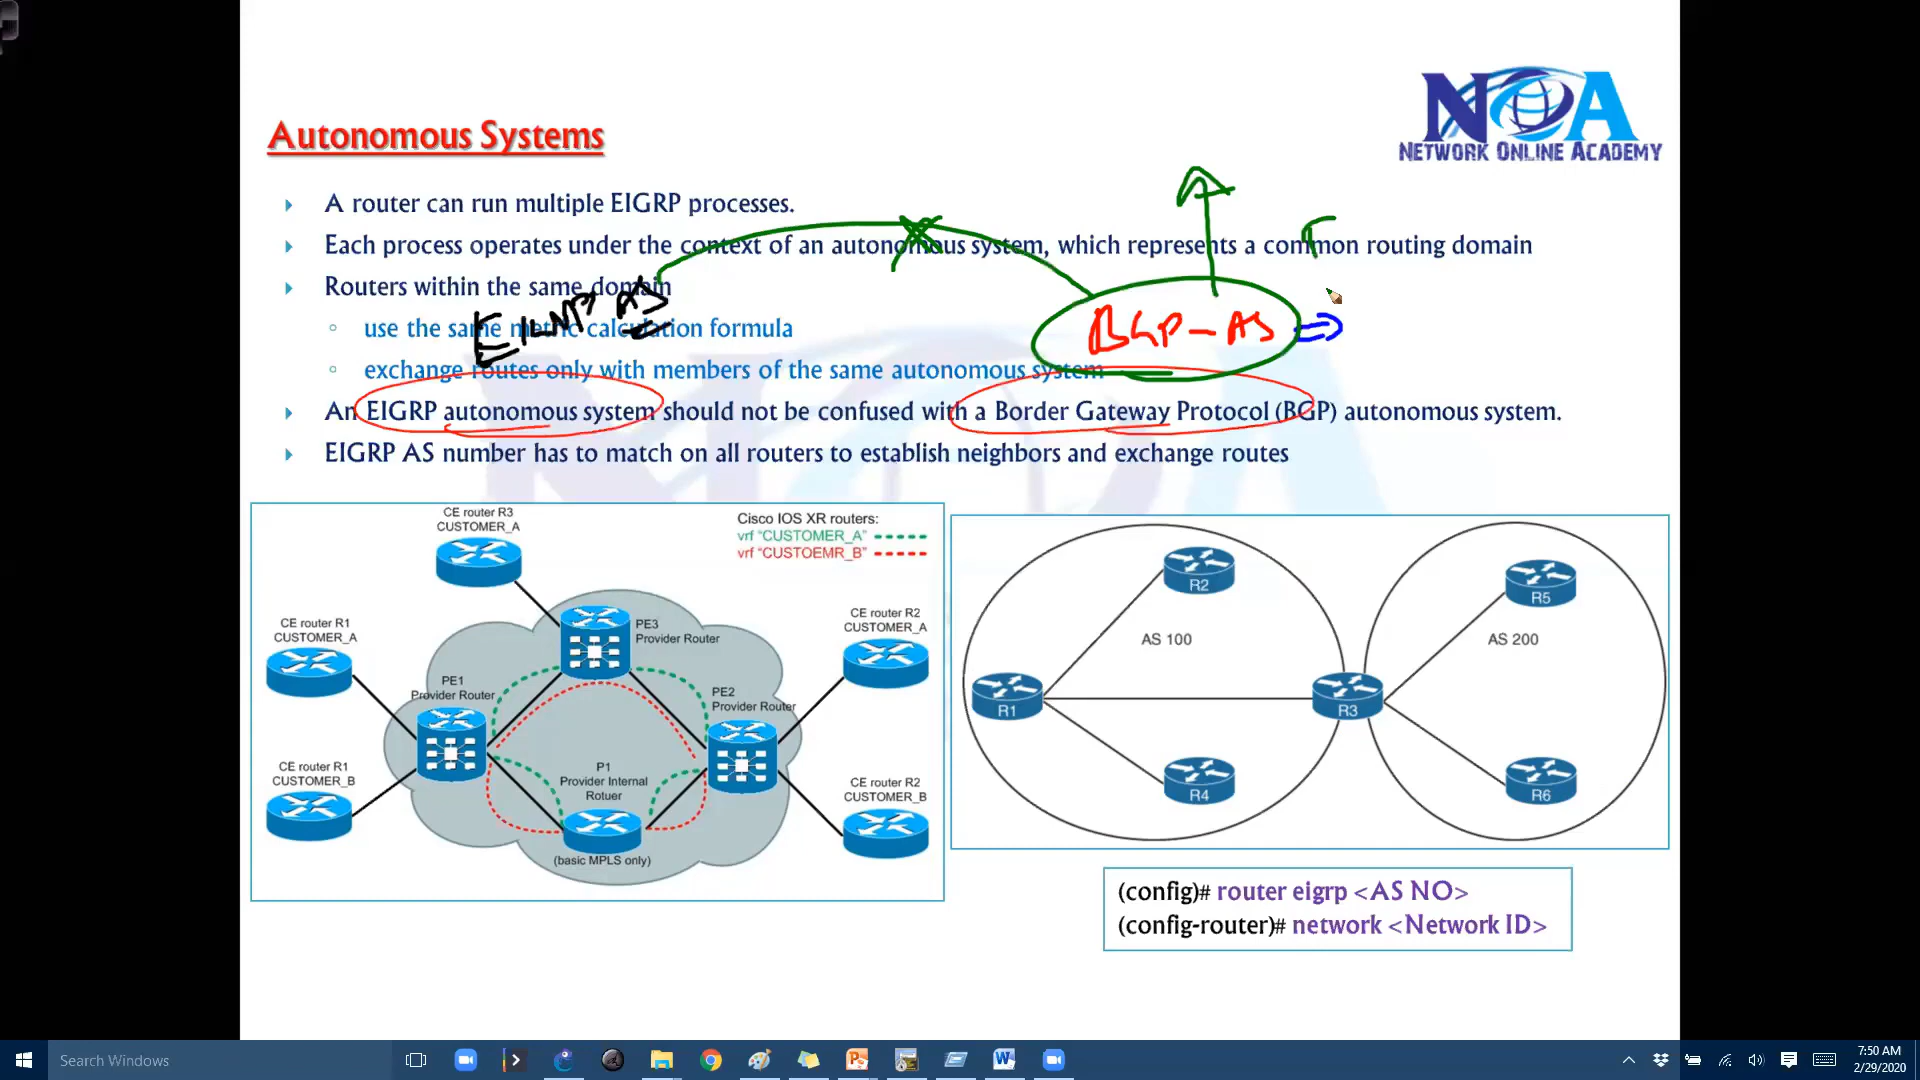 NOA
NETWORK ONLINE ACADEMY
Autonomous Systems
A router can run multiple EIGRP processes.
Each process operates under the context of an autonomous system, which represents a common routing domain
Routers within the same domain
use the same metric calculation formula
exchange routes only with members of the same autonomous system
An EIGRP autonomous system should not be confused with a Border Gateway Protocol (BGP) autonomous system.
EIGRP AS number has to match on all routers to establish neighbors and exchange routes
EIGRP AS
BGP - AS
CE router R3
CUSTOMER_A
Cisco IOS XR routers:
vrf "CUSTOMER_A"
vrf "CUSTOEMR_B"
CE router R1
CUSTOMER_A
PE3
Provider Router
CE router R2
CUSTOMER_A
PE1
Provider Router
PE2
Provider Router
CE router R1
CUSTOMER_B
P1
Provider Internal
Rotuer
(basic MPLS only)
CE router R2
CUSTOMER_B
R2
R5
AS 100
AS 200
R1
R3
R4
R6
(config)# router eigrp <AS NO>
(config-router)# network <Network ID>
Search Windows
7:50 AM
2/29/2020